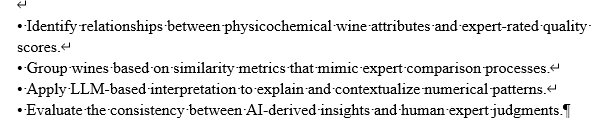 • Identify relationships between physicochemical wine attributes and expert-rated quality
scores.
• Group wines based on similarity metrics that mimic expert comparison processes.
• Apply LLM-based interpretation to explain and contextualize numerical patterns.
• Evaluate the consistency between AI-derived insights and human expert judgments.¶